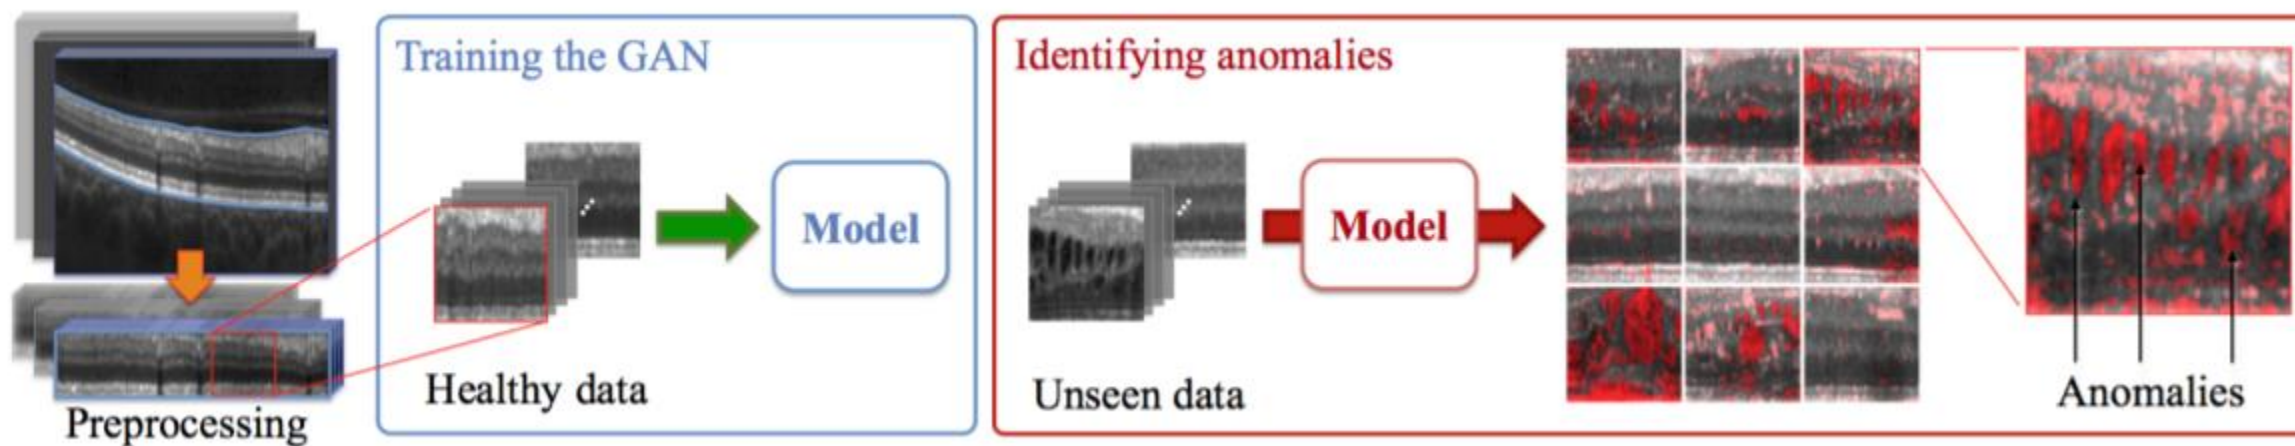 Preprocessing
Training the GAN
Healthy data
Model
Identifying anomalies
Unseen data
Model
Anomalies